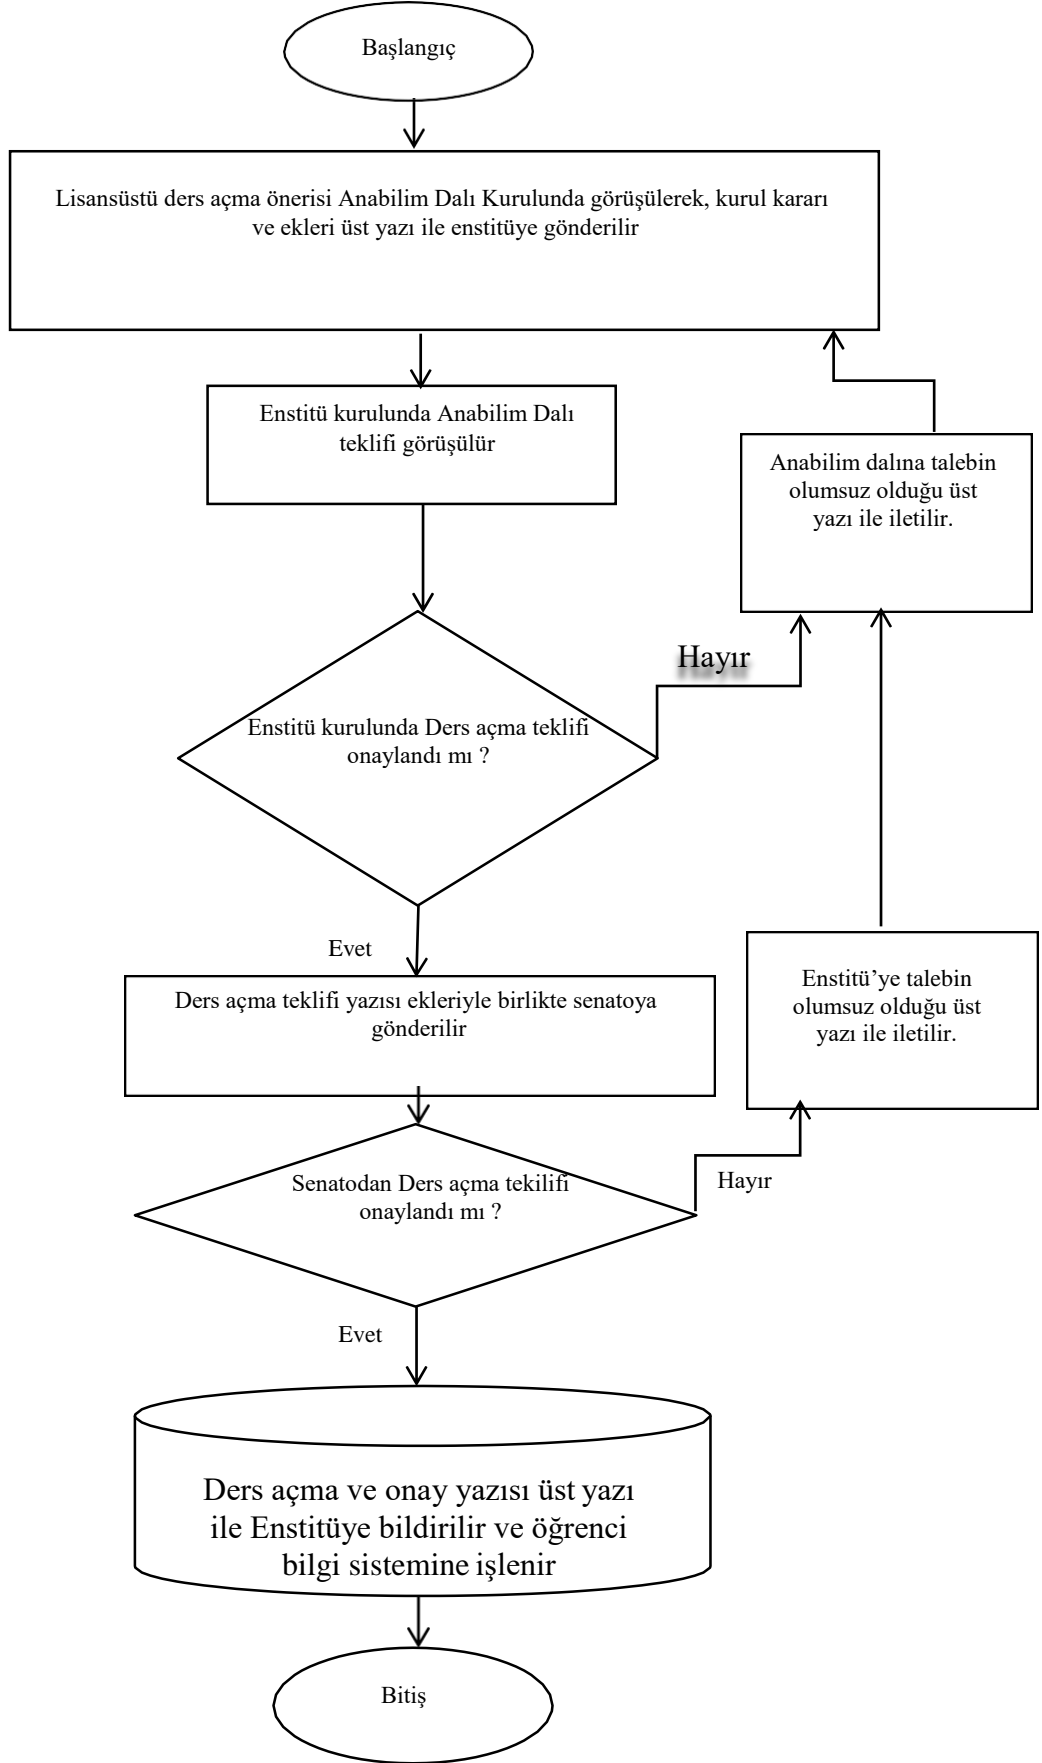 Başlangıç
Lisansüstü ders açma önerisi Anabilim Dalı Kurulunda görüşülerek, kurul kararı
ve ekleri üst yazı ile enstitüye gönderilir
Enstitü kurulunda Anabilim Dalı
teklifi görüşülür
Anabilim dalına talebin
olumsuz olduğu üst
yazı ile iletilir.
Hayır
Enstitü kurulunda Ders açma teklifi
onaylandı mı ?
Evet
Ders açma teklifi yazısı ekleriyle birlikte senatoya
gönderilir
Enstitü’ye talebin
olumsuz olduğu üst
yazı ile iletilir.
Senatodan Ders açma tekilifi
onaylandı mı ?
Hayır
Evet
Ders açma ve onay yazısı üst yazı
ile Enstitüye bildirilir ve öğrenci
bilgi sistemine işlenir
Bitiş